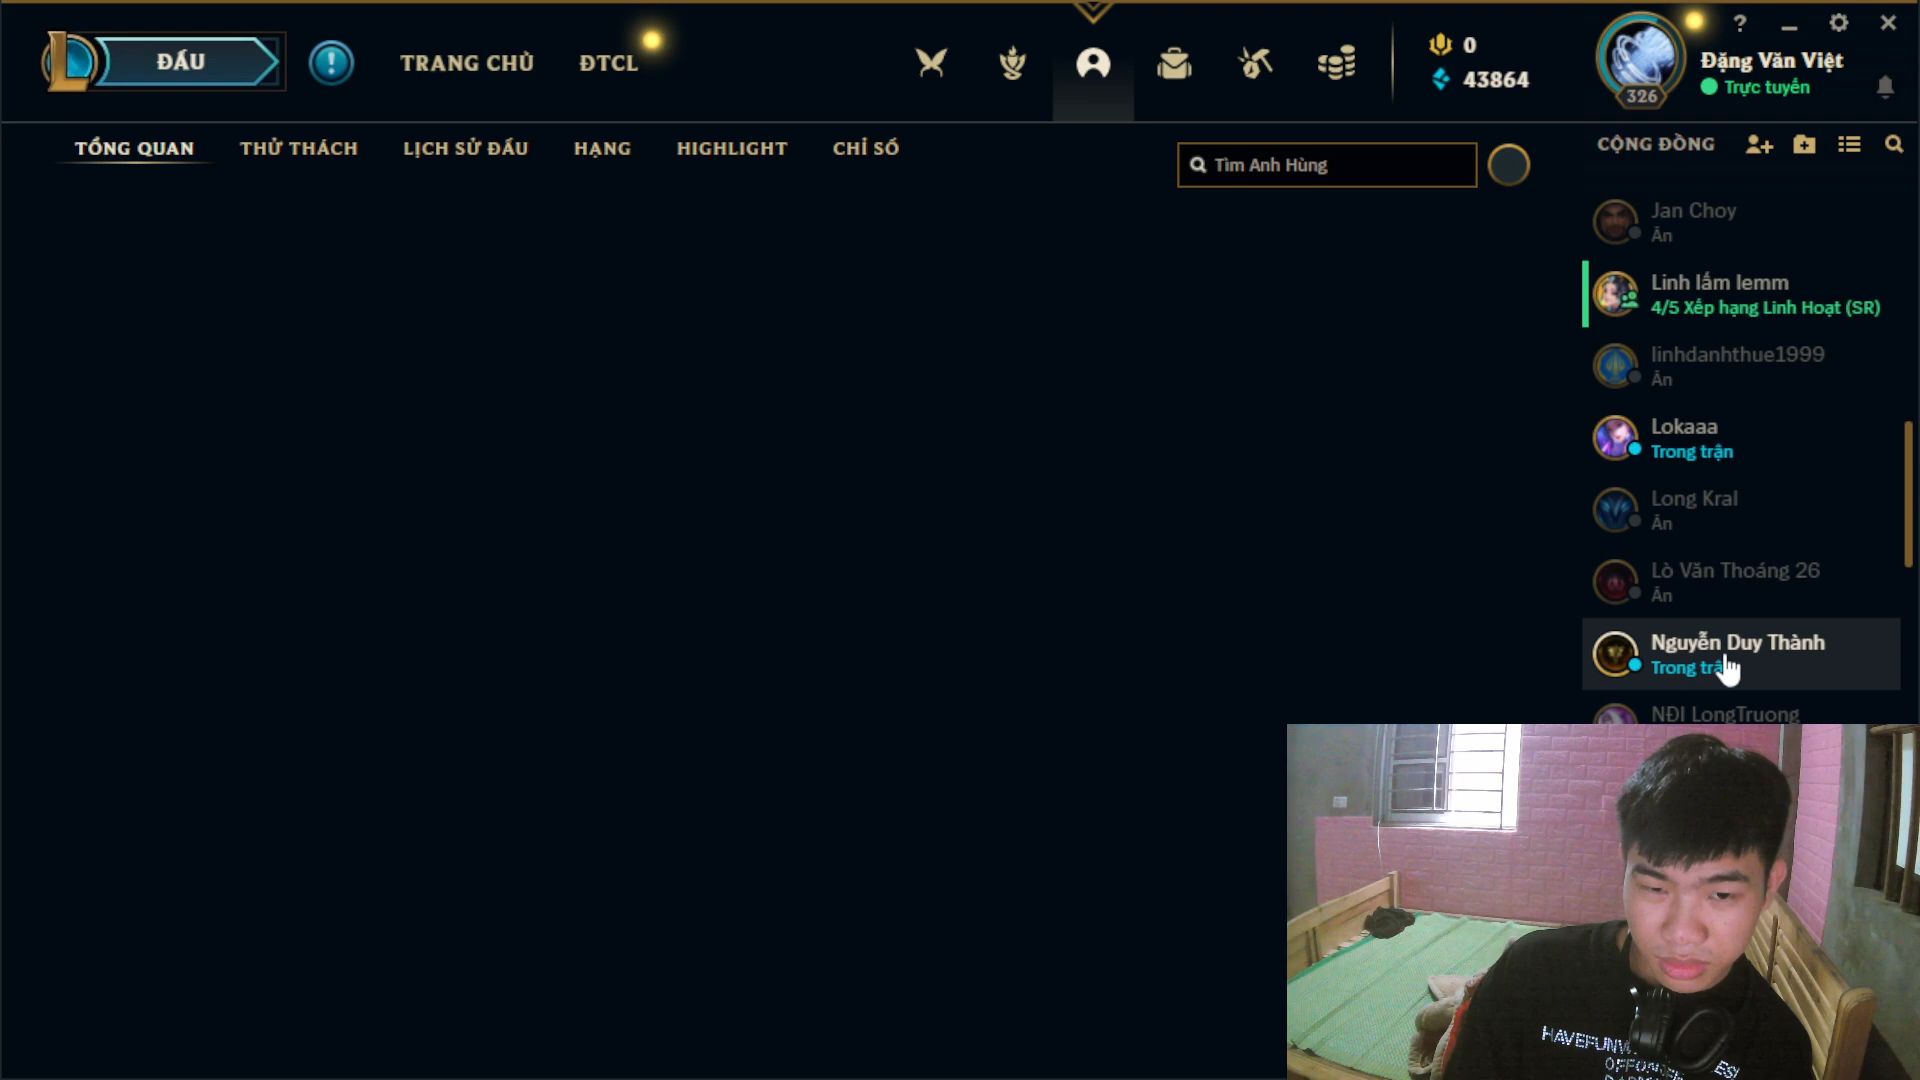 ĐẤU
TRANG CHỦ
ĐTCL
0
43864
326
?
Đặng Văn Việt
Trực tuyến
TỔNG QUAN
THỬ THÁCH
LỊCH SỬ ĐẤU
HẠNG
HIGHLIGHT
CHỈ SỐ
Tìm Anh Hùng
CỘNG ĐỒNG
Jan Choy
Ẩn
Linh lắm lemm
4/5 Xếp hạng Linh Hoạt (SR)
linhdanhthue1999
Ẩn
Lokaaa
Trong trận
Long Kral
Ẩn
Lò Văn Thoáng 26
Ẩn
Nguyễn Duy Thành
Trong
NĐI LongTruong